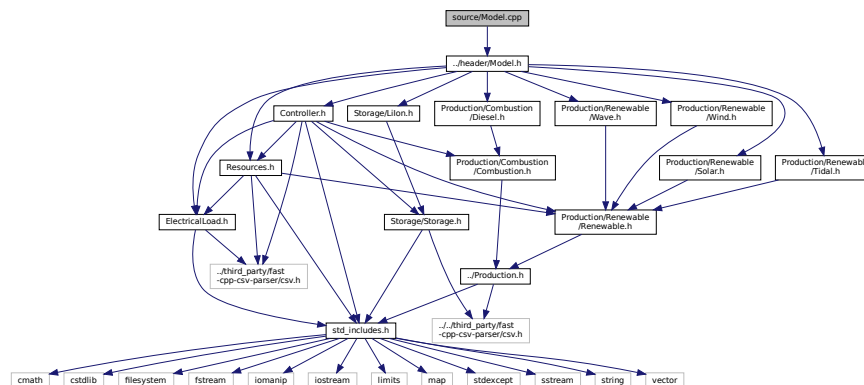 source/Model.cpp
../header/Model.h
Controller.h
Storage/LiIon.h
Production/Combustion
/Diesel.h
Production/Renewable
/Wave.h
Production/Renewable
/Wind.h
Resources.h
Production/Combustion
/Combustion.h
Production/Renewable
/Solar.h
Production/Renewable
/Tidal.h
ElectricalLoad.h
Storage/Storage.h
Production/Renewable
/Renewable.h
../third_party/fast
-cpp-csv-parser/csv.h
../Production.h
std_includes.h
../../third_party/fast
-cpp-csv-parser/csv.h
cmath
cstdlib
filesystem
fstream
iomanip
iostream
limits
map
stdexcept
sstream
string
vector